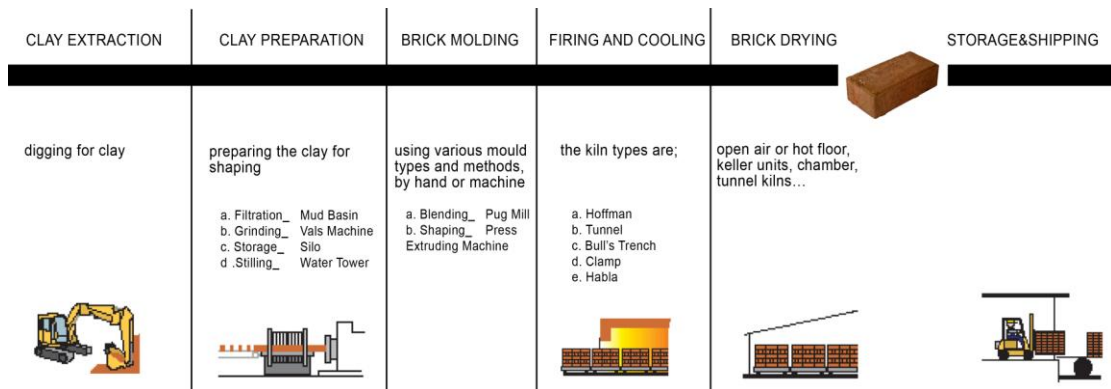 CLAY EXTRACTION
CLAY PREPARATION
BRICK MOLDING
FIRING AND COOLING
BRICK DRYING
STORAGE&SHIPPING
digging for clay
preparing the clay for
shaping
a. Filtration_ Mud Basin
b. Grinding_ Vals Machine
c. Storage_ Silo
d .Stilling_ Water Tower
using various mould
types and methods,
by hand or machine
a. Blending_ Pug Mill
b. Shaping_ Press
Extruding Machine
the kiln types are;
a. Hoffman
b. Tunnel
c. Bull's Trench
d. Clamp
e. Habla
open air or hot floor,
keller units, chamber,
tunnel kilns...